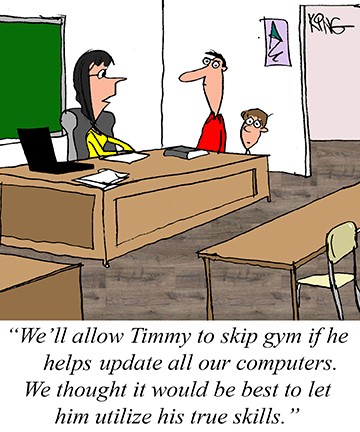 KING
“We’ll allow Timmy to skip gym if he
helps update all our computers.
We thought it would be best to let
him utilize his true skills.”